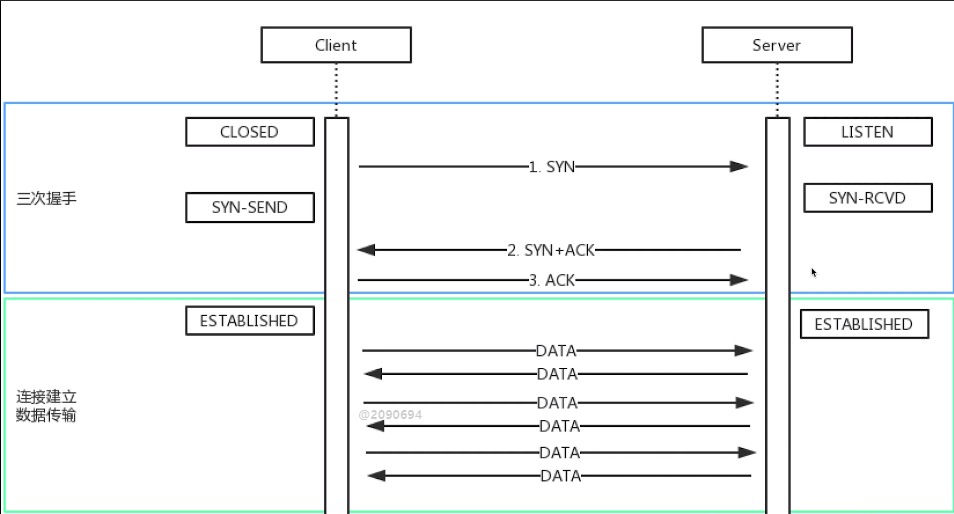 Client
Server
CLOSED
LISTEN
1. SYN
三次握手
SYN-SEND
SYN-RCVD
2. SYN+ACK
3. ACK
ESTABLISHED
ESTABLISHED
DATA
DATA
连接建立
数据传输
DATA
@2090694
DATA
DATA
DATA